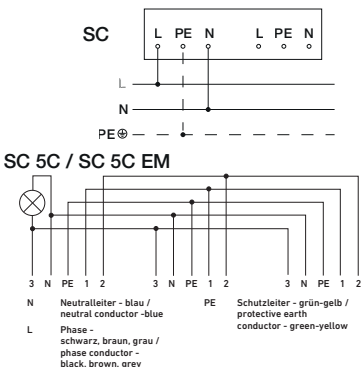 SC
L PE N L PE N
L
N
PE
SC 5C / SC 5C EM
3 N PE 1 2 3 N PE 1 2 3 N PE 1 2
N Neutralleiter - blau / PE Schutzleiter - grün-gelb /
neutral conductor -blue protective earth
L Phase - conductor - green-yellow
schwarz, braun, grau /
phase conductor -
black, brown, grey